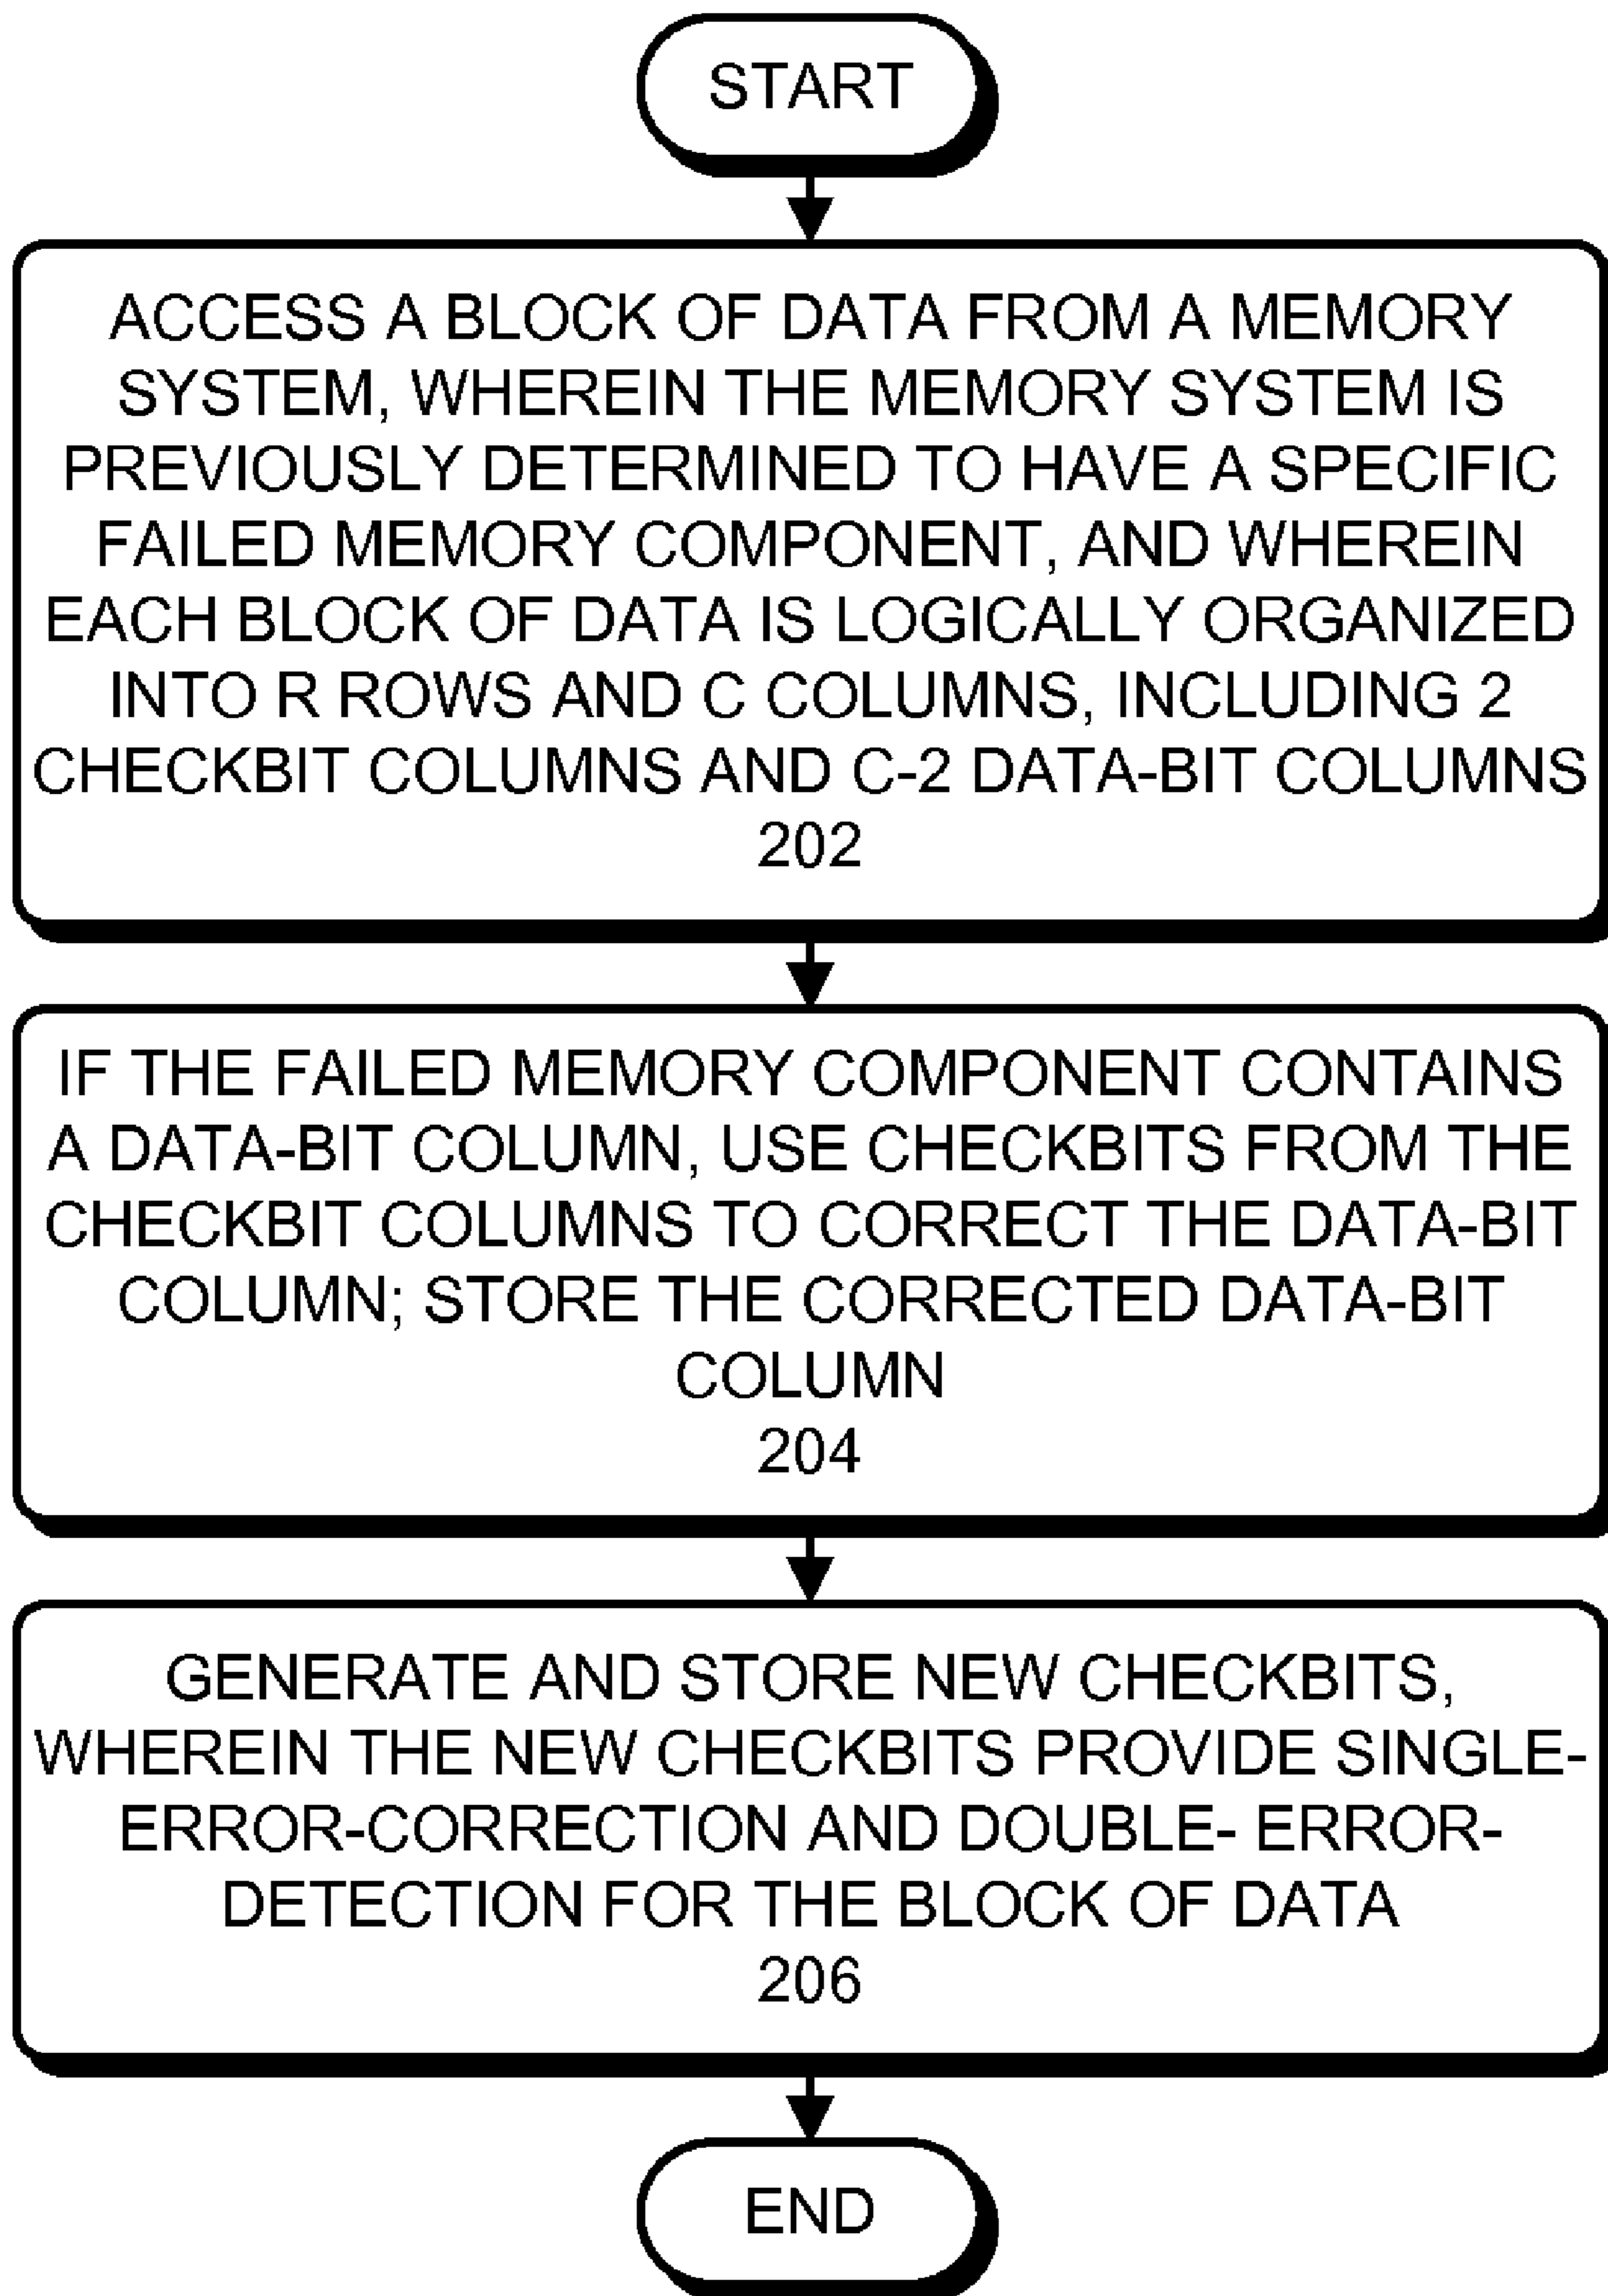 START
ACCESS A BLOCK OF DATA FROM A MEMORY
SYSTEM, WHEREIN THE MEMORY SYSTEM IS
PREVIOUSLY DETERMINED TO HAVE A SPECIFIC
FAILED MEMORY COMPONENT, AND WHEREIN
EACH BLOCK OF DATA IS LOGICALLY ORGANIZED
INTO R ROWS AND C COLUMNS, INCLUDING 2
CHECKBIT COLUMNS AND C-2 DATA-BIT COLUMNS
202
IF THE FAILED MEMORY COMPONENT CONTAINS
A DATA-BIT COLUMN, USE CHECKBITS FROM THE
CHECKBIT COLUMNS TO CORRECT THE DATA-BIT
COLUMN; STORE THE CORRECTED DATA-BIT
COLUMN
204
GENERATE AND STORE NEW CHECKBITS,
WHEREIN THE NEW CHECKBITS PROVIDE SINGLE-
ERROR-CORRECTION AND DOUBLE- ERROR-
DETECTION FOR THE BLOCK OF DATA
206
END